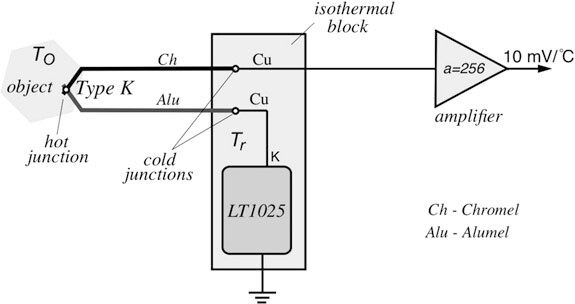 isothermal
block
T_O
object
Ch
Cu
10 mV/°C
a=256
Type K
Alu
Cu
amplifier
hot
junction
cold
junctions
T_r
K
LT1025
Ch - Chromel
Alu - Alumel